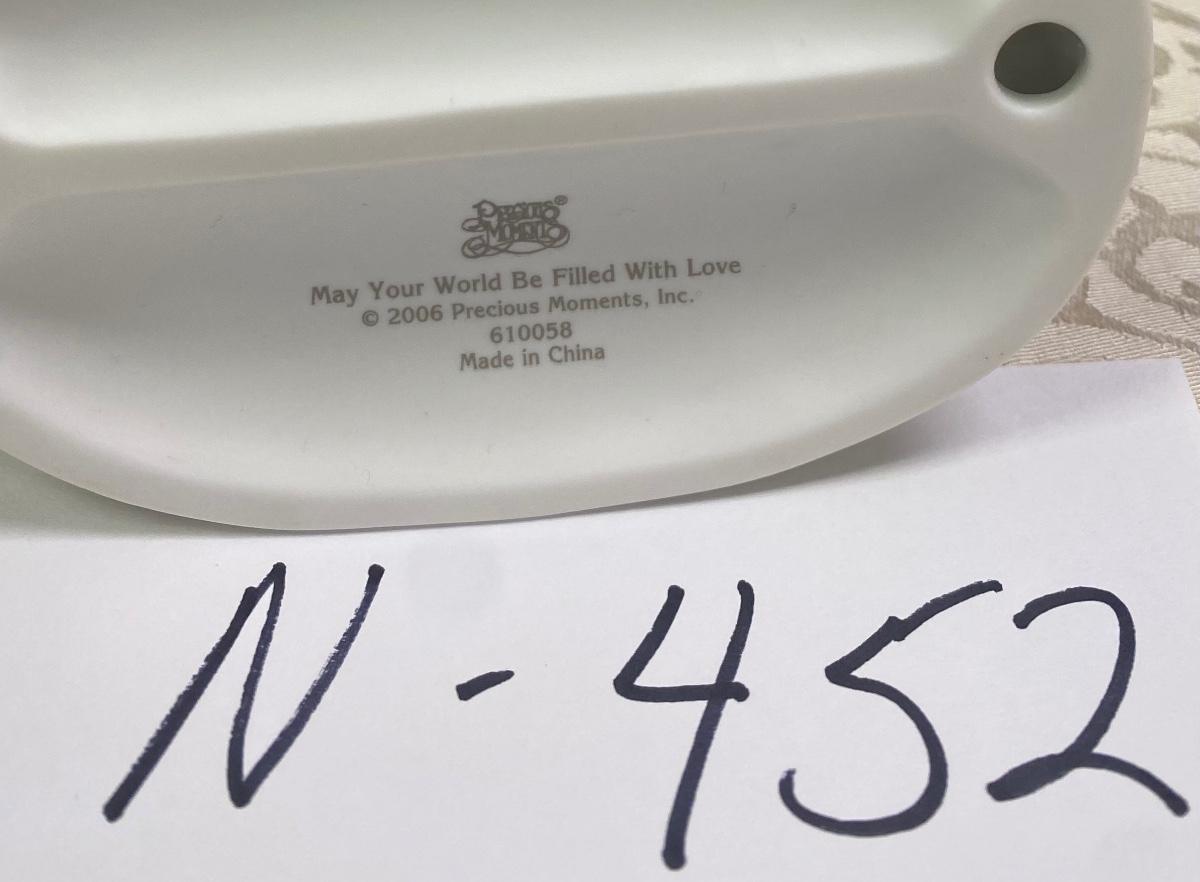 PRECIOUS®
MOMENTS
May Your World Be Filled With Love
© 2006 Precious Moments, Inc.
610058
Made in China
N - 452